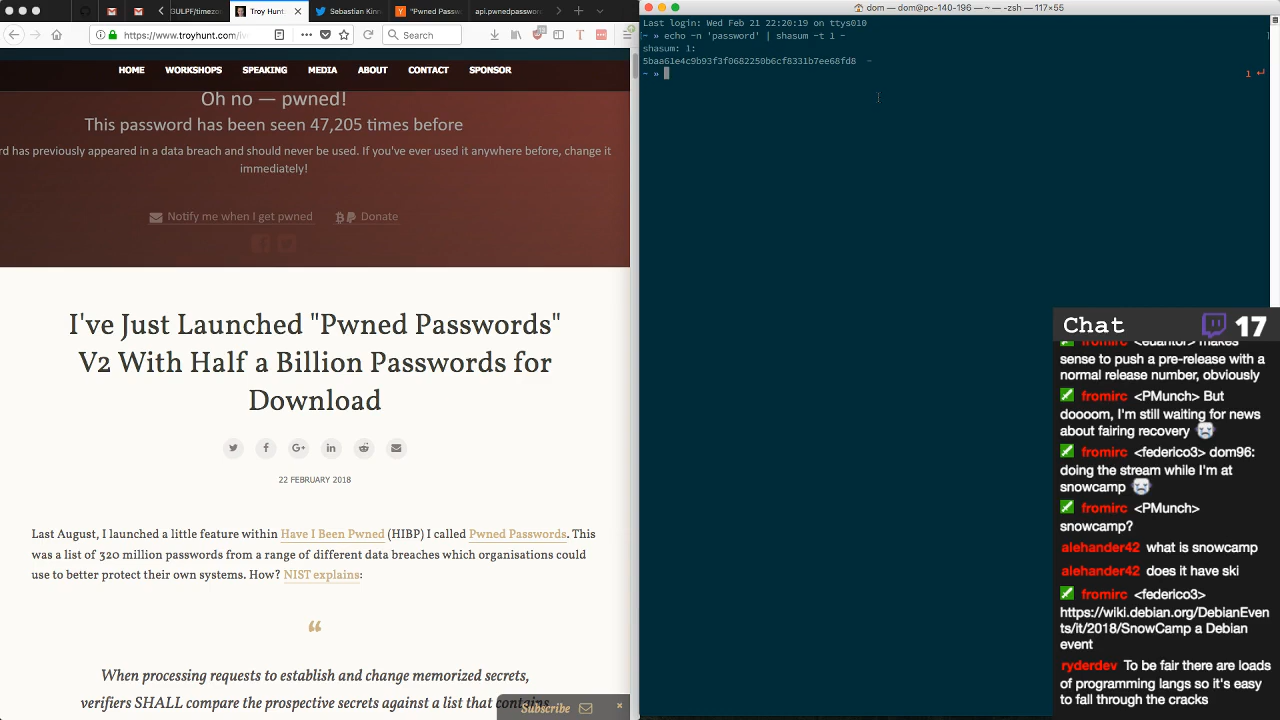 GULPF/timezo
Troy Hunt
Sebastian Kinn
"Pwned Passw
api.pwnedpasswor
https://www.troyhunt.com/i
Search
HOME
WORKSHOPS
SPEAKING
MEDIA
ABOUT
CONTACT
SPONSOR
Oh no — pwned!
This password has been seen 47,205 times before
rd has previously appeared in a data breach and should never be used. If you've ever used it anywhere before, change it
immediately!
Notify me when I get pwned
Donate
I've Just Launched "Pwned Passwords"
V2 With Half a Billion Passwords for
Download
22 FEBRUARY 2018
Last August, I launched a little feature within Have I Been Pwned (HIBP) I called Pwned Passwords. This
was a list of 320 million passwords from a range of different data breaches which organisations could
use to better protect their own systems. How? NIST explains:
“
When processing requests to establish and change memorized secrets,
verifiers SHALL compare the prospective secrets against a list that contains
Subscribe
dom — dom@pc-140-196 — ~ — -zsh — 117×55
Last login: Wed Feb 21 22:20:19 on ttys010
~ » echo -n 'password' | shasum -t 1 -
shasum: 1:
5baa61e4c9b93f3f0682250b6cf8331b7ee68fd8 -
~ »
1 ↵
Chat
17
fromirc <edantor> makes
sense to push a pre-release with a
normal release number, obviously
fromirc <PMunch> But
doooom, I'm still waiting for news
about fairing recovery
fromirc <federico3> dom96:
doing the stream while I'm at
snowcamp
fromirc <PMunch>
snowcamp?
alehander42 what is snowcamp
alehander42 does it have ski
fromirc <federico3>
https://wiki.debian.org/DebianEven
ts/it/2018/SnowCamp a Debian
event
ryderdev To be fair there are loads
of programming langs so it's easy
to fall through the cracks